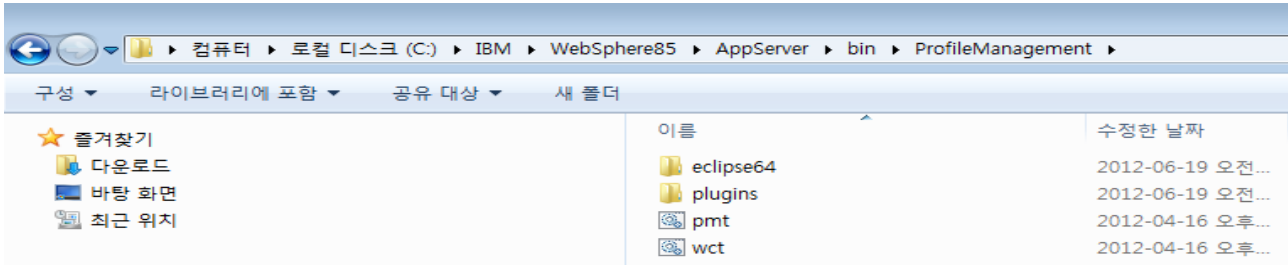 컴퓨터 ▸ 로컬 디스크 (C:) ▸ IBM ▸ WebSphere85 ▸ AppServer ▸ bin ▸ ProfileManagement ▸
구성 ▼ 라이브러리에 포함 ▼ 공유 대상 ▼ 새 폴더
즐겨찾기
다운로드
바탕 화면
최근 위치
이름 수정한 날짜
eclipse64 2012-06-19 오전...
plugins 2012-06-19 오전...
pmt 2012-04-16 오후...
wct 2012-04-16 오후...